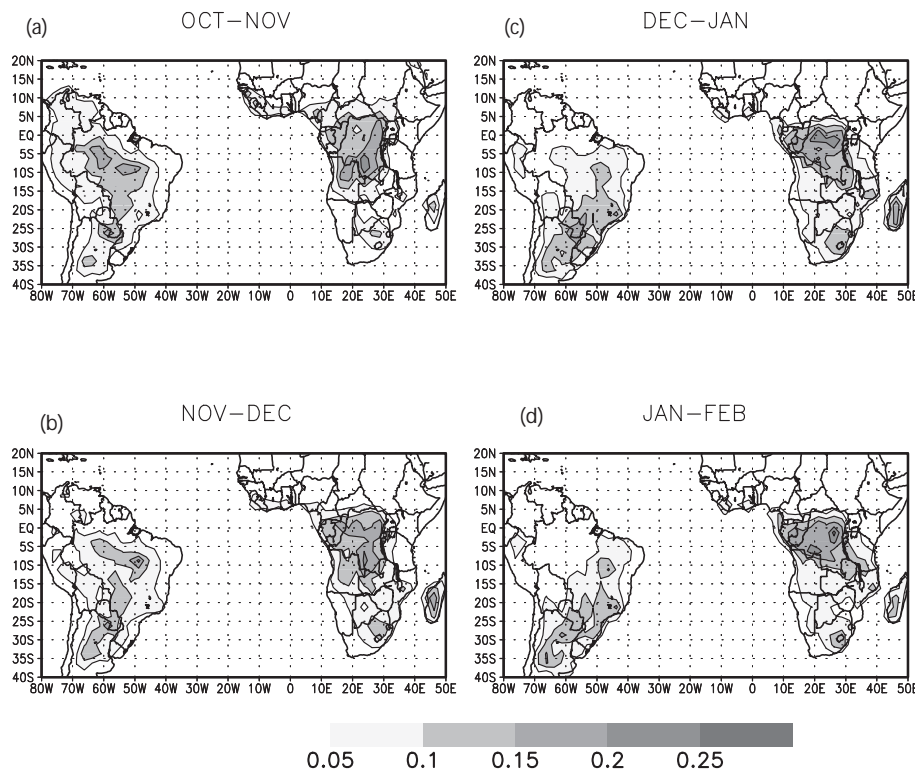 (a) OCT–NOV
20N
15N
10N
5N
EQ
5S
10S
15S
20S
25S
30S
35S
40S
80W 70W 60W 50W 40W 30W 20W 10W 0 10E 20E 30E 40E 50E
(c) DEC–JAN
20N
15N
10N
5N
EQ
5S
10S
15S
20S
25S
30S
35S
40S
80W 70W 60W 50W 40W 30W 20W 10W 0 10E 20E 30E 40E 50E
(b) NOV–DEC
20N
15N
10N
5N
EQ
5S
10S
15S
20S
25S
30S
35S
40S
80W 70W 60W 50W 40W 30W 20W 10W 0 10E 20E 30E 40E 50E
(d) JAN–FEB
20N
15N
10N
5N
EQ
5S
10S
15S
20S
25S
30S
35S
40S
80W 70W 60W 50W 40W 30W 20W 10W 0 10E 20E 30E 40E 50E
0.05 0.1 0.15 0.2 0.25